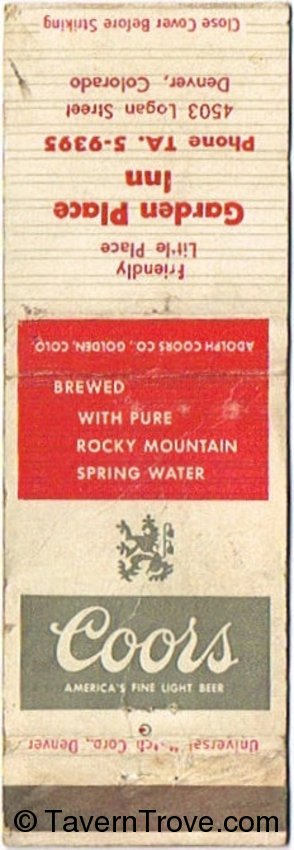 Close Cover Before Striking
Friendly
Little Place
Garden Place
Inn
Phone TA. 5-9395
4503 Logan Street
Denver, Colorado
ADOLPH COORS CO., GOLDEN, COLO.
BREWED
WITH PURE
ROCKY MOUNTAIN
SPRING WATER
Coors
AMERICA'S FINE LIGHT BEER
Universal Match Corp., Denver
© TavernTrove.com